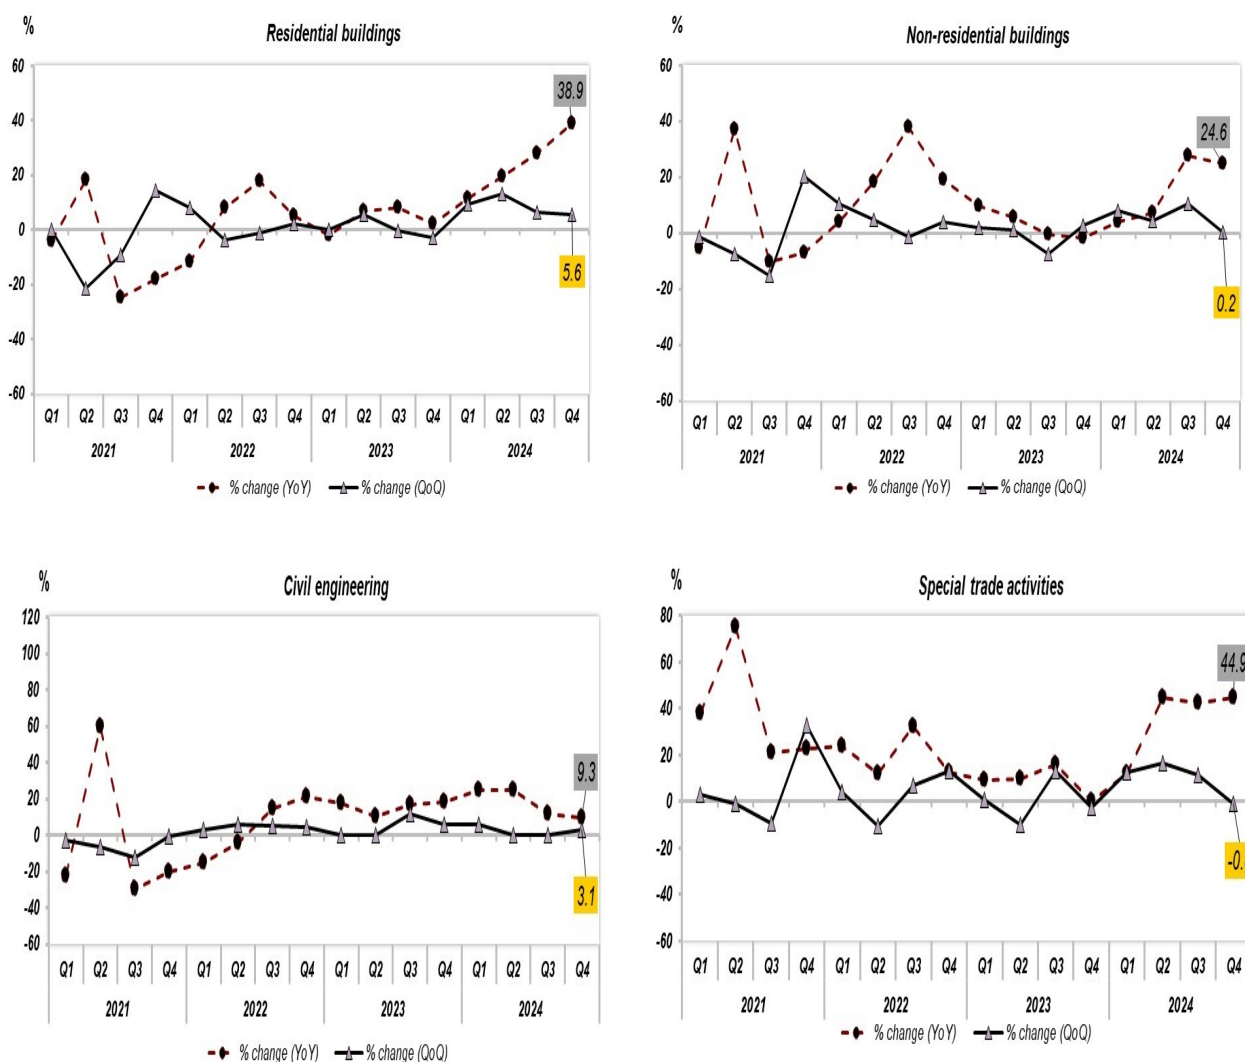 %
Residential buildings
60
40
20
0
-20
-40
-60
38.9
5.6
Q1 Q2 Q3 Q4 Q1 Q2 Q3 Q4 Q1 Q2 Q3 Q4 Q1 Q2 Q3 Q4
2021 2022 2023 2024
% change (YoY) % change (QoQ)
%
Non-residential buildings
60
40
20
0
-20
-40
-60
24.6
0.2
Q1 Q2 Q3 Q4 Q1 Q2 Q3 Q4 Q1 Q2 Q3 Q4 Q1 Q2 Q3 Q4
2021 2022 2023 2024
% change (YoY) % change (QoQ)
%
Civil engineering
120
100
80
60
40
20
0
-20
-40
-60
9.3
3.1
Q1 Q2 Q3 Q4 Q1 Q2 Q3 Q4 Q1 Q2 Q3 Q4 Q1 Q2 Q3 Q4
2021 2022 2023 2024
% change (YoY) % change (QoQ)
%
Special trade activities
80
60
40
20
0
-20
-40
-60
44.9
Q1 Q2 Q3 Q4 Q1 Q2 Q3 Q4 Q1 Q2 Q3 Q4 Q1 Q2 Q3 Q4
2021 2022 2023 2024
% change (YoY) % change (QoQ)